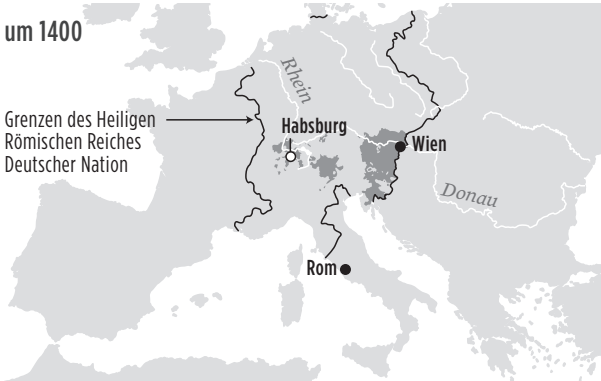 um 1400
Rhein
Grenzen des Heiligen
Römischen Reiches
Deutscher Nation
Habsburg
Wien
Donau
Rom